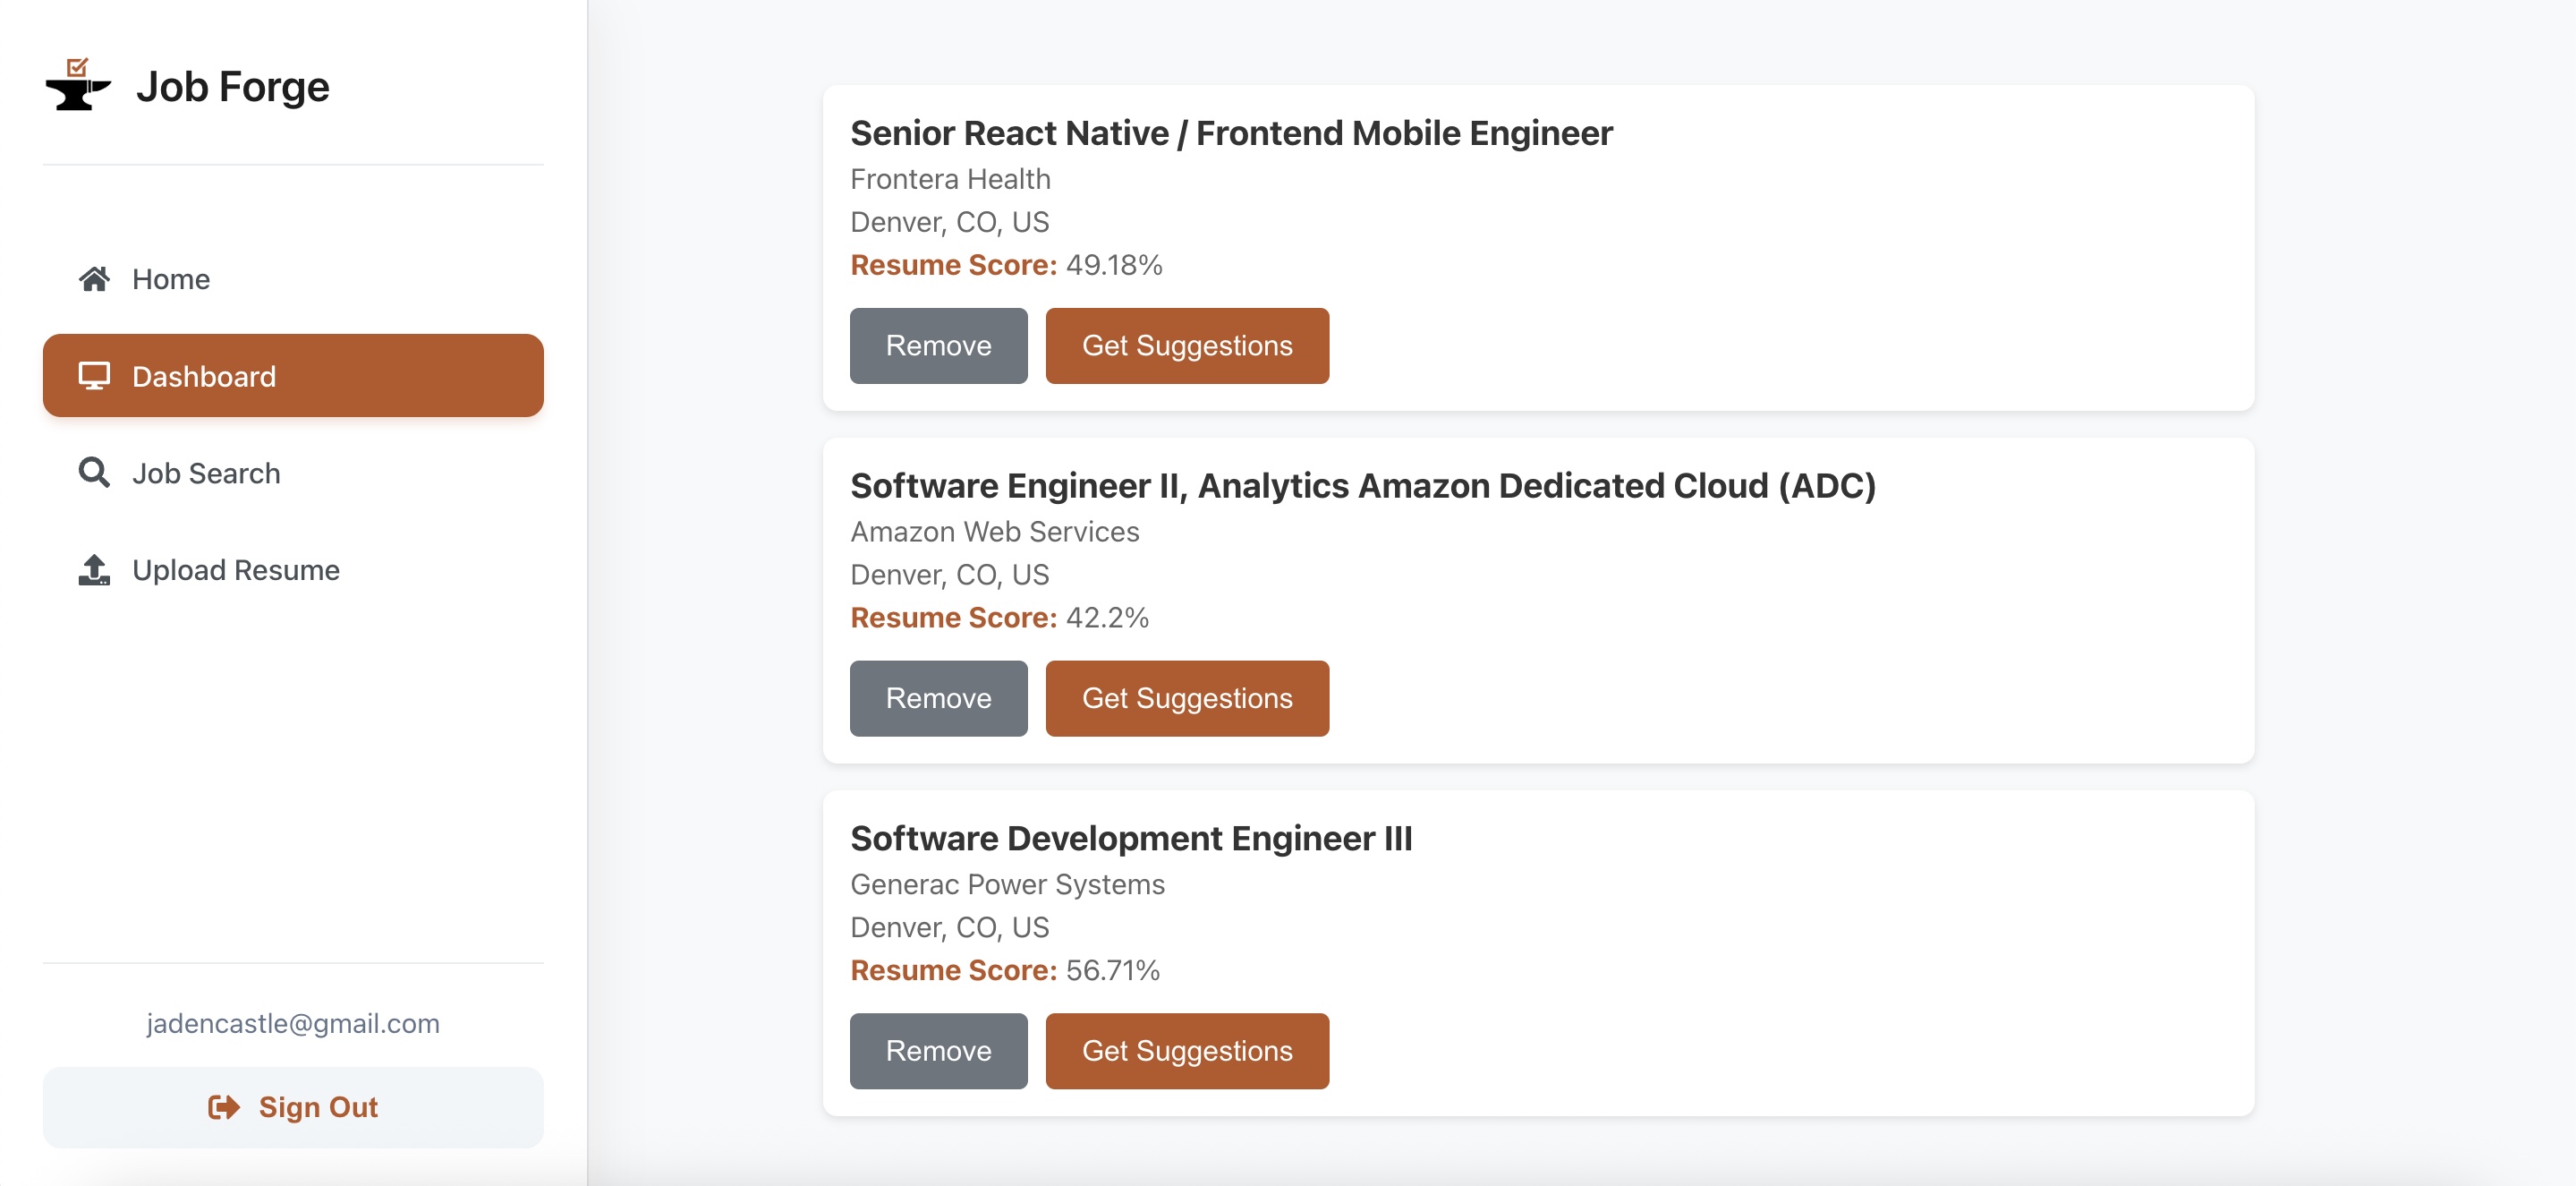 Job Forge
Home
Dashboard
Job Search
Upload Resume
jadencastle@gmail.com
Sign Out
Senior React Native / Frontend Mobile Engineer
Frontera Health
Denver, CO, US
Resume Score: 49.18%
Remove
Get Suggestions
Software Engineer II, Analytics Amazon Dedicated Cloud (ADC)
Amazon Web Services
Denver, CO, US
Resume Score: 42.2%
Remove
Get Suggestions
Software Development Engineer III
Generac Power Systems
Denver, CO, US
Resume Score: 56.71%
Remove
Get Suggestions